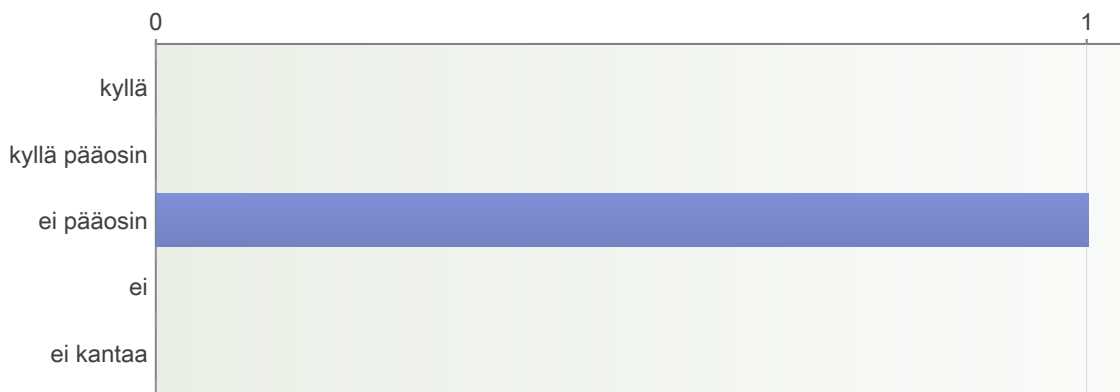 0 1
kyllä
kyllä pääosin
ei pääosin
ei
ei kantaa